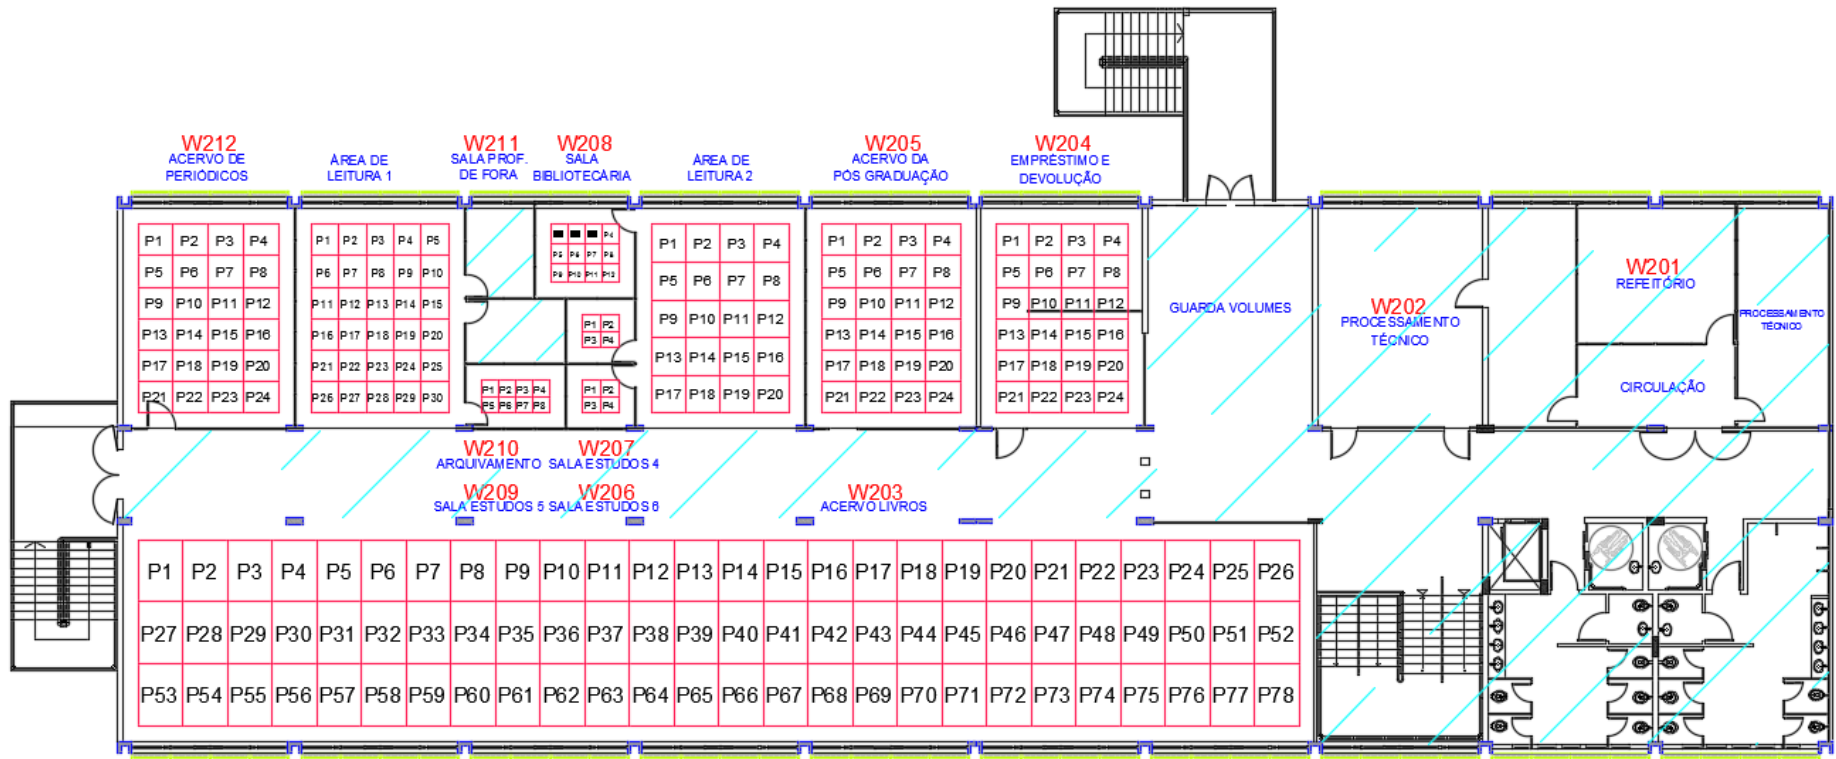 W212
ACERVO DE
PERIÓDICOS
ÁREA DE
LEITURA 1
W211
SALA PROF.
DE FORA
W208
SALA
BIBLIOTECÁRIA
ÁREA DE
LEITURA 2
W205
ACERVO DA
PÓS GRADUAÇÃO
W204
EMPRÉSTIMO E
DEVOLUÇÃO
P1 P2 P3 P4
P5 P6 P7 P8
P9 P10 P11 P12
P13 P14 P15 P16
P17 P18 P19 P20
P21 P22 P23 P24
P1 P2 P3 P4 P5
P6 P7 P8 P9 P10
P11 P12 P13 P14 P15
P16 P17 P18 P19 P20
P21 P22 P23 P24 P25
P26 P27 P28 P29 P30
P4
P5 P6 P7 P8
P9 P10 P11 P12
P1 P2
P3 P4
P1 P2 P3 P4
P5 P6 P7 P8
P1 P2
P3 P4
P1 P2 P3 P4
P5 P6 P7 P8
P9 P10 P11 P12
P13 P14 P15 P16
P17 P18 P19 P20
P1 P2 P3 P4
P5 P6 P7 P8
P9 P10 P11 P12
P13 P14 P15 P16
P17 P18 P19 P20
P21 P22 P23 P24
P1 P2 P3 P4
P5 P6 P7 P8
P9 P10 P11 P12
P13 P14 P15 P16
P17 P18 P19 P20
P21 P22 P23 P24
GUARDA VOLUMES
W202
PROCESSAMENTO
TÉCNICO
W201
REFEITÓRIO
PROCESSAMENTO
TÉCNICO
CIRCULAÇÃO
W210
ARQUIVAMENTO
W207
SALA ESTUDOS 4
W209
SALA ESTUDOS 5
W206
SALA ESTUDOS 6
W203
ACERVO LIVROS
P1 P2 P3 P4 P5 P6 P7 P8 P9 P10 P11 P12 P13 P14 P15 P16 P17 P18 P19 P20 P21 P22 P23 P24 P25 P26
P27 P28 P29 P30 P31 P32 P33 P34 P35 P36 P37 P38 P39 P40 P41 P42 P43 P44 P45 P46 P47 P48 P49 P50 P51 P52
P53 P54 P55 P56 P57 P58 P59 P60 P61 P62 P63 P64 P65 P66 P67 P68 P69 P70 P71 P72 P73 P74 P75 P76 P77 P78